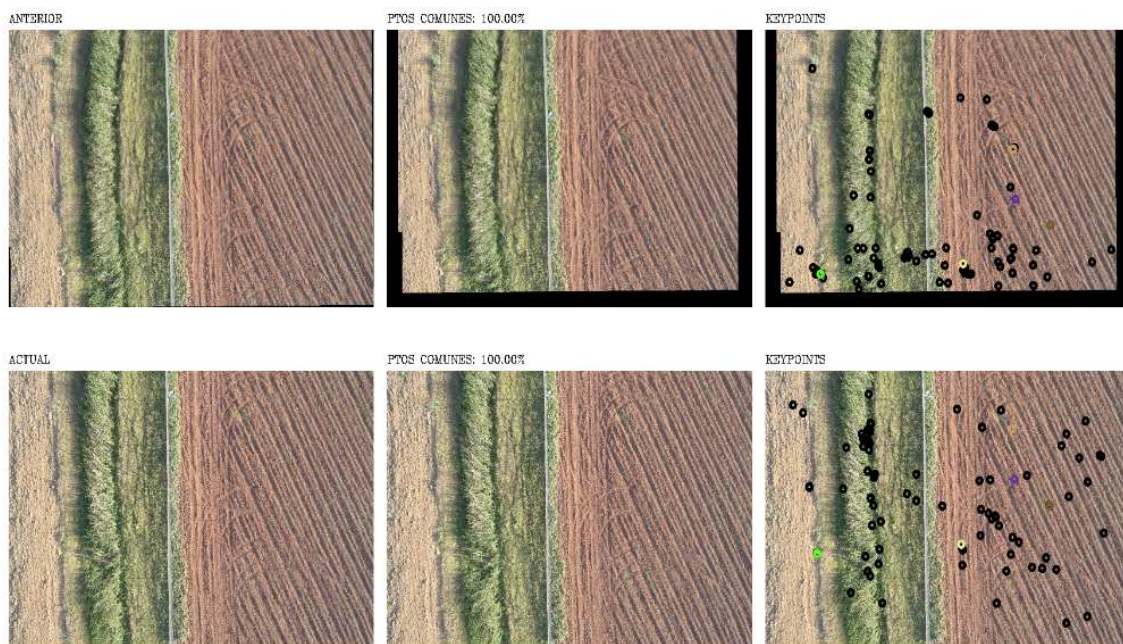 ANTERIOR
PTOS COMUNES: 100.00%
KEYPOINTS
ACTUAL
PTOS COMUNES: 100.00%
KEYPOINTS